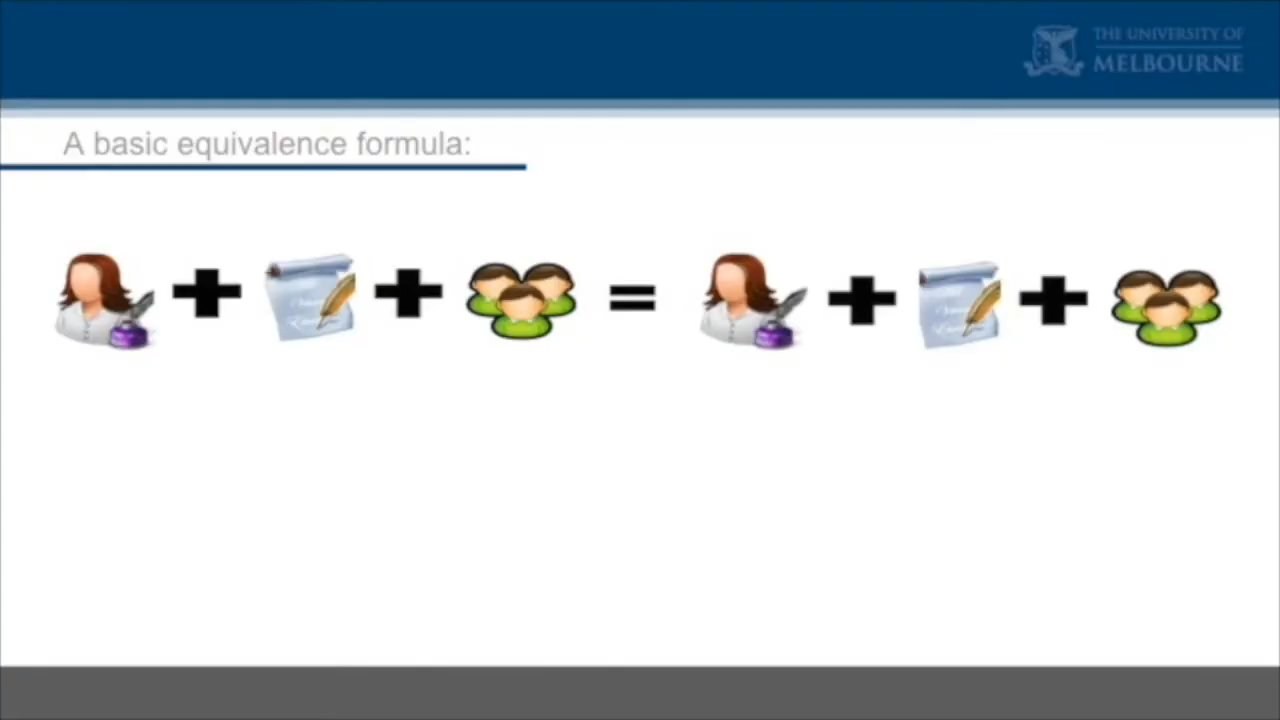 THE UNIVERSITY OF
MELBOURNE
A basic equivalence formula:
+ + = + +